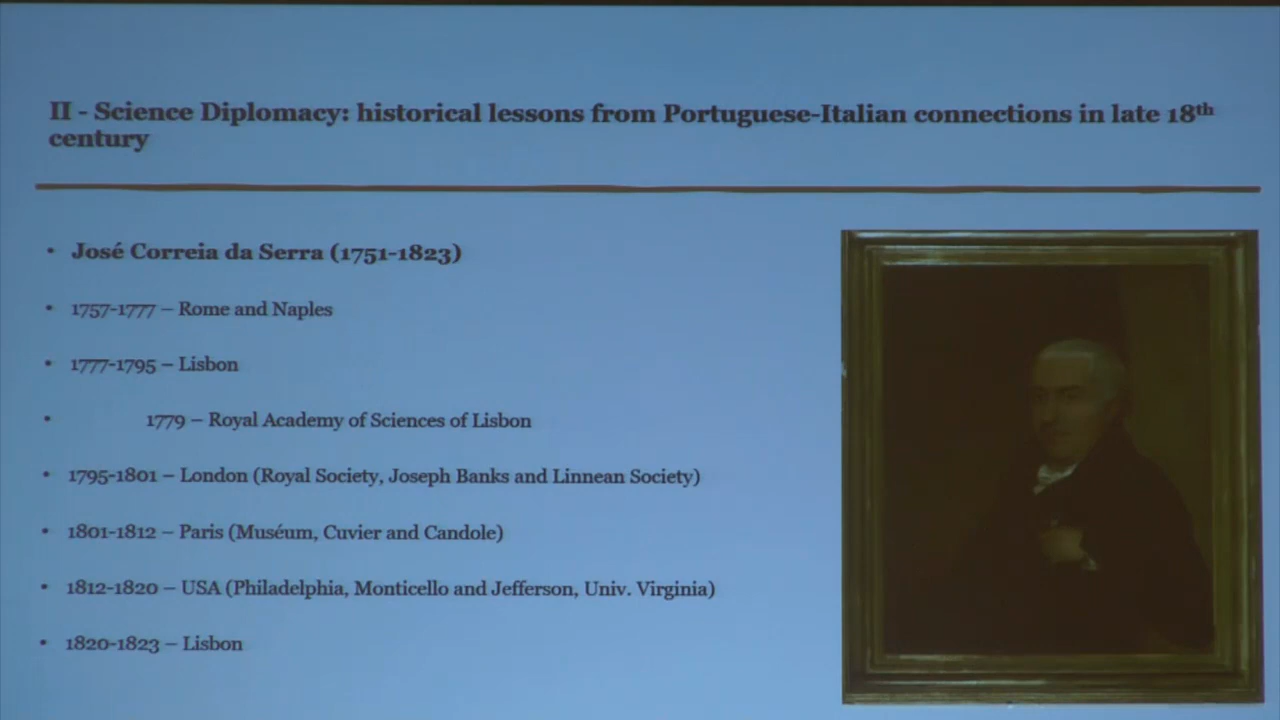 II - Science Diplomacy: historical lessons from Portuguese-Italian connections in late 18th
century
• José Correia da Serra (1751-1823)
• 1757-1777 – Rome and Naples
• 1777-1795 – Lisbon
• 1779 – Royal Academy of Sciences of Lisbon
• 1795-1801 – London (Royal Society, Joseph Banks and Linnean Society)
• 1801-1812 – Paris (Muséum, Cuvier and Candole)
• 1812-1820 – USA (Philadelphia, Monticello and Jefferson, Univ. Virginia)
• 1820-1823 – Lisbon